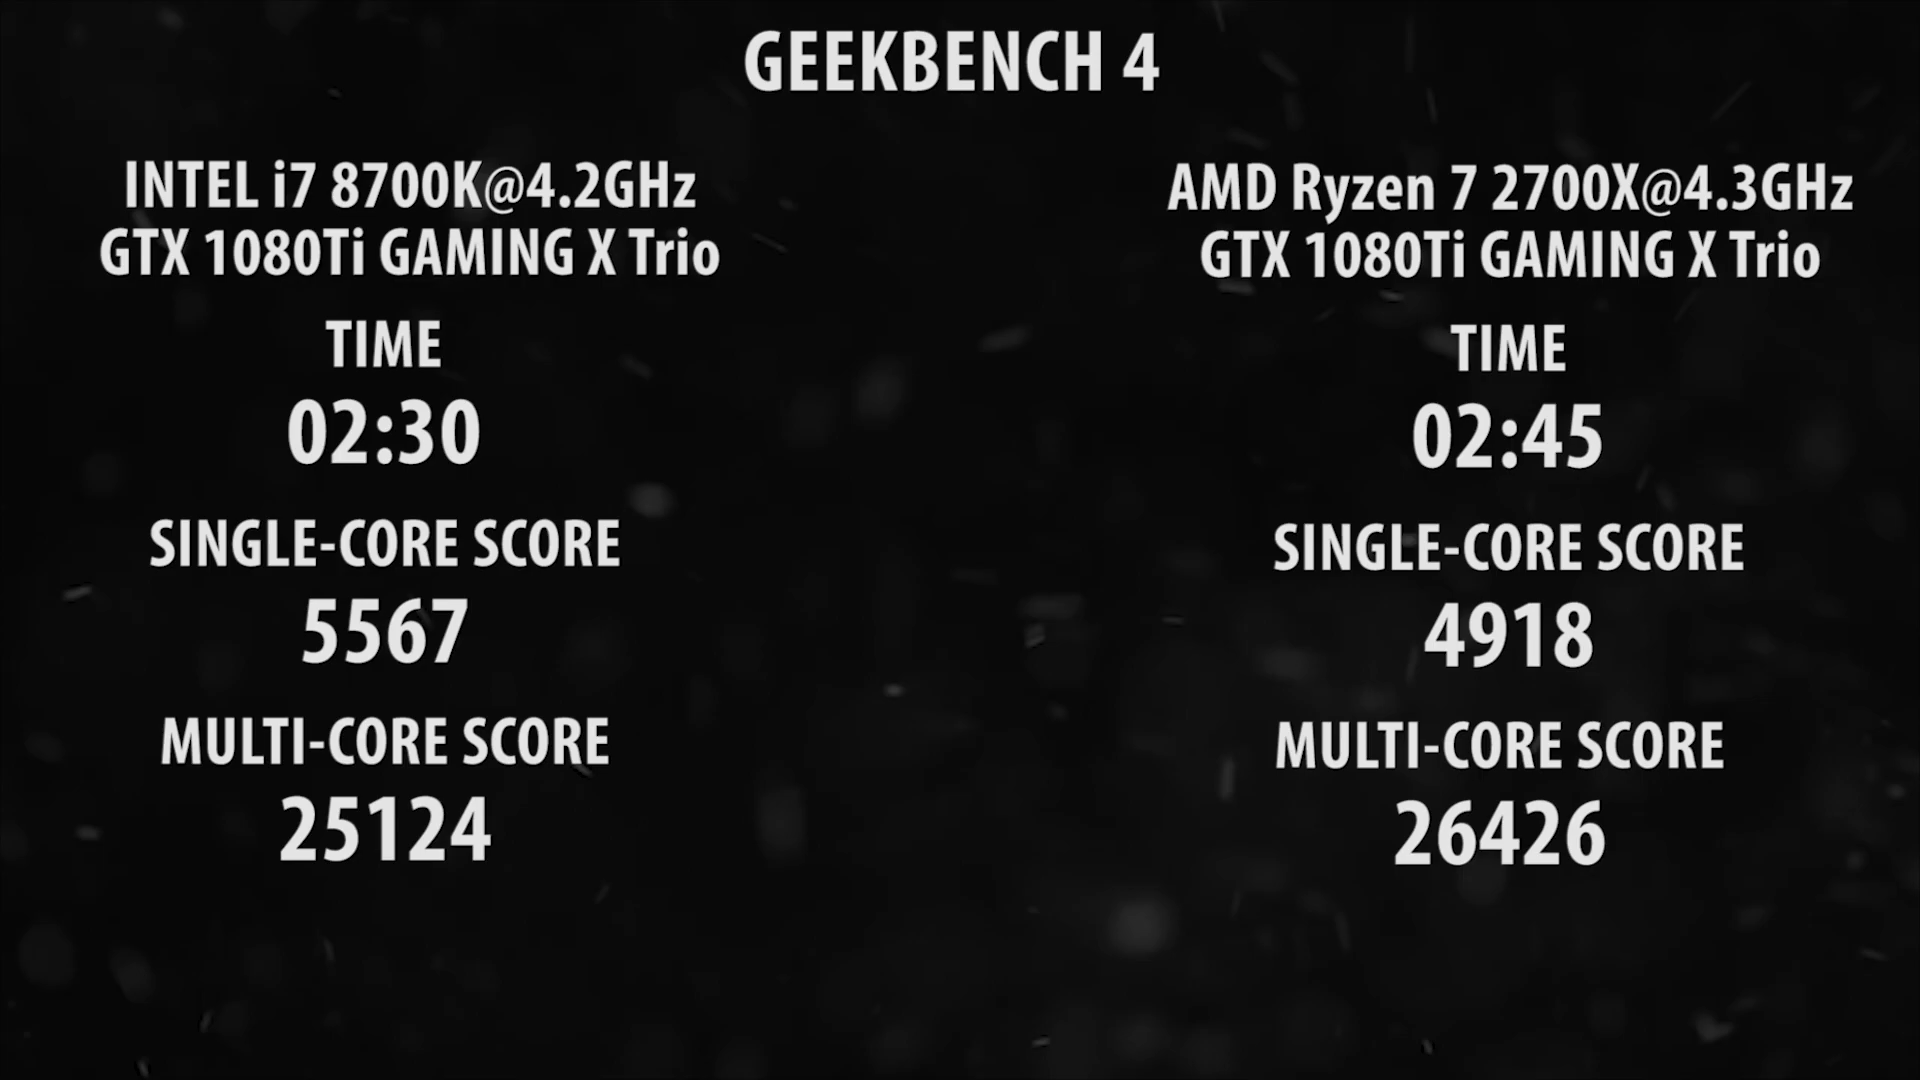 GEEKBENCH 4
INTEL i7 8700K@4.2GHz
GTX 1080Ti GAMING X Trio
TIME
02:30
SINGLE-CORE SCORE
5567
MULTI-CORE SCORE
25124
AMD Ryzen 7 2700X@4.3GHz
GTX 1080Ti GAMING X Trio
TIME
02:45
SINGLE-CORE SCORE
4918
MULTI-CORE SCORE
26426